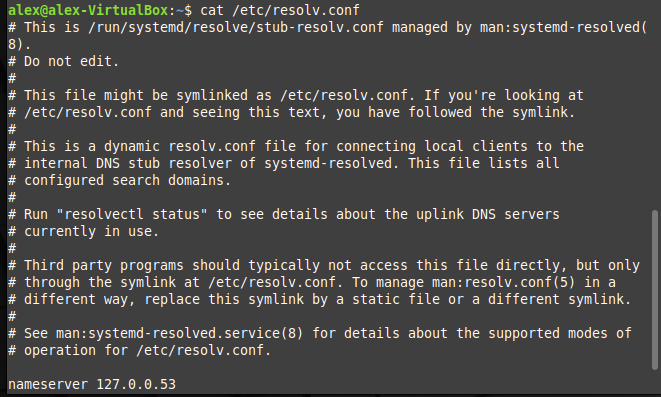 alex@alex-VirtualBox:~$ cat /etc/resolv.conf
# This is /run/systemd/resolve/stub-resolv.conf managed by man:systemd-resolved(
8).
# Do not edit.
#
# This file might be symlinked as /etc/resolv.conf. If you're looking at
# /etc/resolv.conf and seeing this text, you have followed the symlink.
#
# This is a dynamic resolv.conf file for connecting local clients to the
# internal DNS stub resolver of systemd-resolved. This file lists all
# configured search domains.
#
# Run "resolvectl status" to see details about the uplink DNS servers
# currently in use.
#
# Third party programs should typically not access this file directly, but only
# through the symlink at /etc/resolv.conf. To manage man:resolv.conf(5) in a
# different way, replace this symlink by a static file or a different symlink.
#
# See man:systemd-resolved.service(8) for details about the supported modes of
# operation for /etc/resolv.conf.

nameserver 127.0.0.53